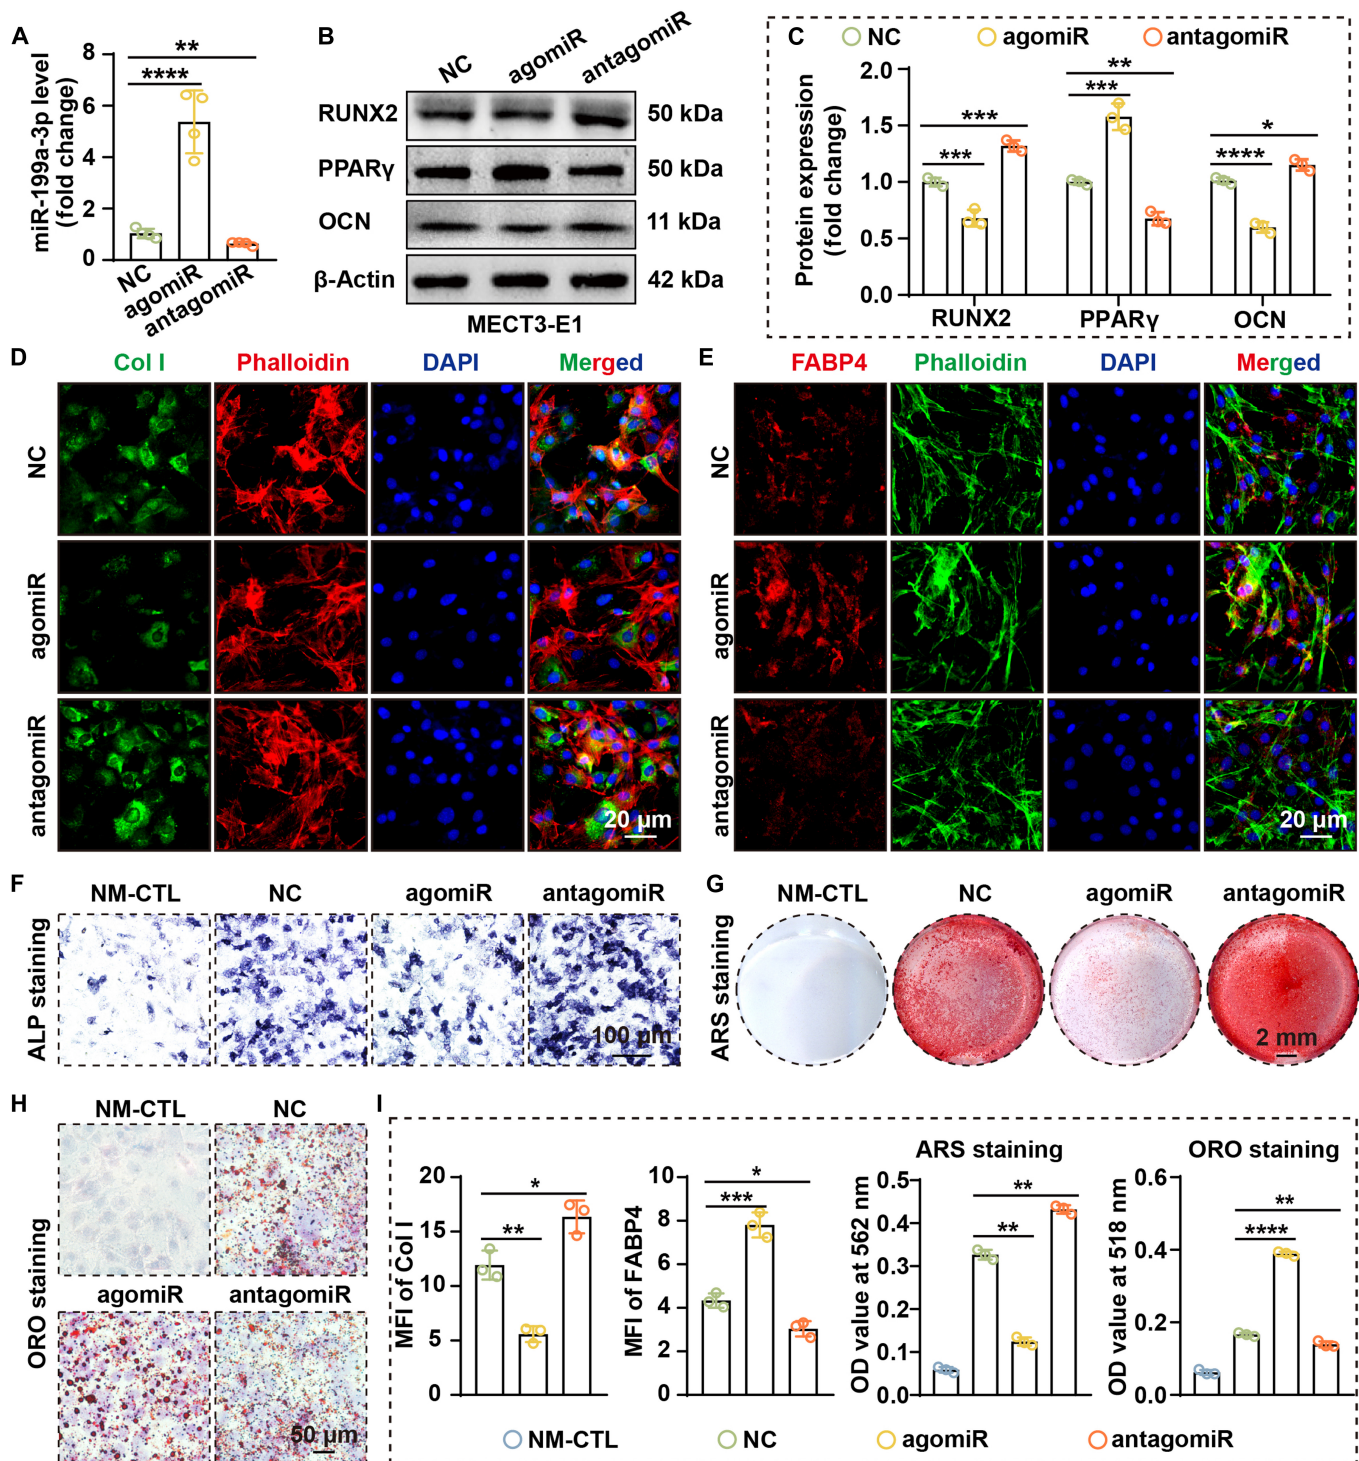 A
miR-199a-3p level
(fold change)
8
6
4
2
0
**
****
NC
agomiR
antagomiR
B
NC
agomiR
antagomiR
RUNX2
50 kDa
PPARγ
50 kDa
OCN
11 kDa
β-Actin
42 kDa
MECT3-E1
C
NC
agomiR
antagomiR
Protein expression
(fold change)
2.0
1.5
1.0
0.5
0.0
***
***
**
***
*
****
RUNX2
PPARγ
OCN
D
Col I
Phalloidin
DAPI
Merged
NC
agomiR
antagomiR
20 μm
E
FABP4
Phalloidin
DAPI
Merged
NC
agomiR
antagomiR
20 μm
F
NM-CTL
NC
agomiR
antagomiR
ALP staining
100 μm
G
NM-CTL
NC
agomiR
antagomiR
ARS staining
2 mm
H
NM-CTL
NC
agomiR
antagomiR
ORO staining
50 μm
I
MFI of Col I
20
15
10
5
0
*
**
MFI of FABP4
10
8
6
4
2
0
*
***
ARS staining
OD value at 562 nm
0.5
0.4
0.3
0.2
0.1
0.0
**
**
ORO staining
OD value at 518 nm
0.6
0.4
0.2
0.0
**
****
NM-CTL
NC
agomiR
antagomiR